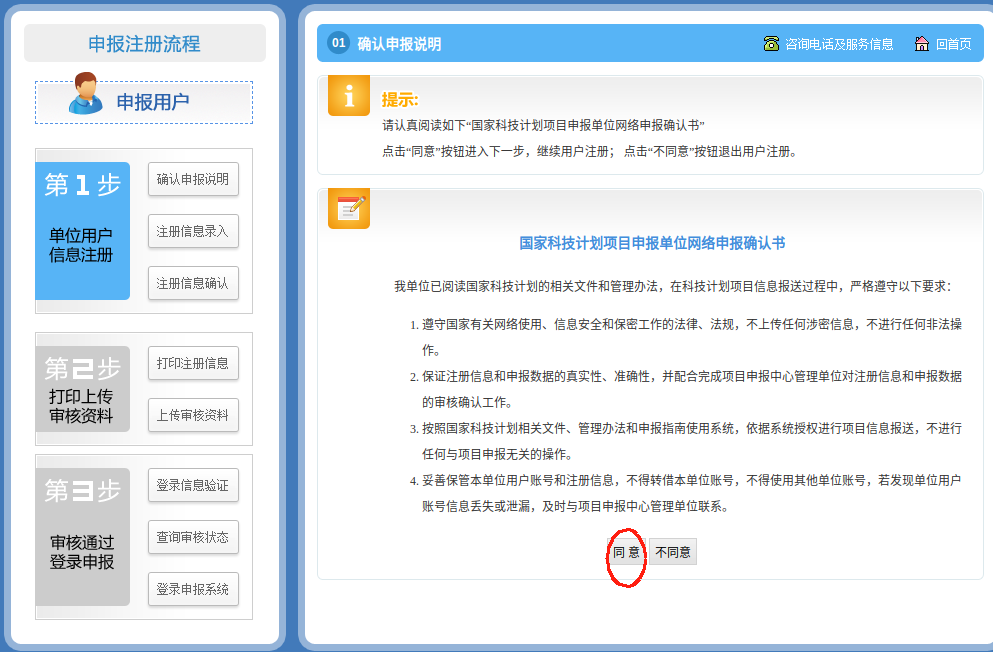 申报注册流程
申报用户
第1步
单位用户
信息注册
确认申报说明
注册信息录入
注册信息确认
第2步
打印上传
审核资料
打印注册信息
上传审核资料
第3步
审核通过
登录申报
登录信息验证
查询审核状态
登录申报系统
01 确认申报说明
咨询电话及服务信息
回首页
提示:
请认真阅读如下“国家科技计划项目申报单位网络申报确认书”
点击“同意”按钮进入下一步，继续用户注册； 点击“不同意”按钮退出用户注册。
国家科技计划项目申报单位网络申报确认书
我单位已阅读国家科技计划的相关文件和管理办法，在科技计划项目信息报送过程中，严格遵守以下要求：
1. 遵守国家有关网络使用、信息安全和保密工作的法律、法规，不上传任何涉密信息，不进行任何非法操
作。
2. 保证注册信息和申报数据的真实性、准确性，并配合完成项目申报中心管理单位对注册信息和申报数据
的审核确认工作。
3. 按照国家科技计划相关文件、管理办法和申报指南使用系统，依据系统授权进行项目信息报送，不进行
任何与项目申报无关的操作。
4. 妥善保管本单位用户账号和注册信息，不得转借本单位账号，不得使用其他单位账号，若发现单位用户
账号信息丢失或泄漏，及时与项目申报中心管理单位联系。
同 意
不同意